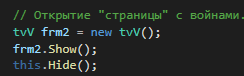 // Открытие "страницы" с войнами.
tvV frm2 = new tvV();
frm2.Show();
this.Hide();